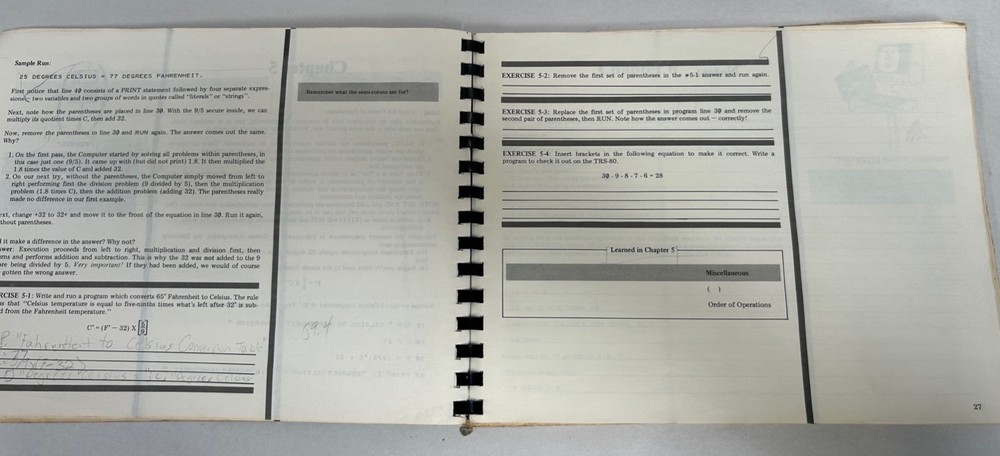 Sample Run:
25 DEGREES CELSIUS = 77 DEGREES FAHRENHEIT.
First notice that line 40 consists of a PRINT statement followed by four separate expres-
sions — two variables and two groups of words in quotes called "literals" or "strings".
Next, note how the parentheses are placed in line 30. With the 9/5 secure inside, we can
multiply its quotient times C, then add 32.
Now, remove the parentheses in line 30 and RUN again. The answer comes out the same.
Why?
1. On the first pass, the Computer started by solving all problems within parentheses, in
this case just one (9/5). It came up with (but did not print) 1.8. It then multiplied the
1.8 times the value of C and added 32.
2. On our next try, without the parentheses, the Computer simply moved from left to
right performing first the division problem (9 divided by 5), then the multiplication
problem (1.8 times C), then the addition problem (adding 32). The parentheses really
made no difference in our first example.
ext, change +32 to 32+ and move it to the front of the equation in line 30. Run it again,
thout parentheses.
it make a difference in the answer? Why not?
wer: Execution proceeds from left to right, multiplication and division first, then
rns and performs addition and subtraction. This is why the 32 was not added to the 9
re being divided by 5. Very important! If they had been added, we would of course
gotten the wrong answer.
RCISE 5-1: Write and run a program which converts 65° Fahrenheit to Celsius. The rule
s that "Celsius temperature is equal to five-ninths times what's left after 32° is sub-
d from the Fahrenheit temperature."
C° = (F° - 32) X [5/9]
"Fahrenheit to Celsius Conversion Table"
Remember what the semi-colons are for?
59.4
EXERCISE 5-2: Remove the first set of parentheses in the #5-1 answer and run again.
EXERCISE 5-3: Replace the first set of parentheses in program line 30 and remove the
second pair of parentheses, then RUN. Note how the answer comes out — correctly!
EXERCISE 5-4: Insert brackets in the following equation to make it correct. Write a
program to check it out on the TRS-80.
30 - 9 - 8 - 7 - 6 = 28
Learned in Chapter 5
Miscellaneous
( )
Order of Operations
27